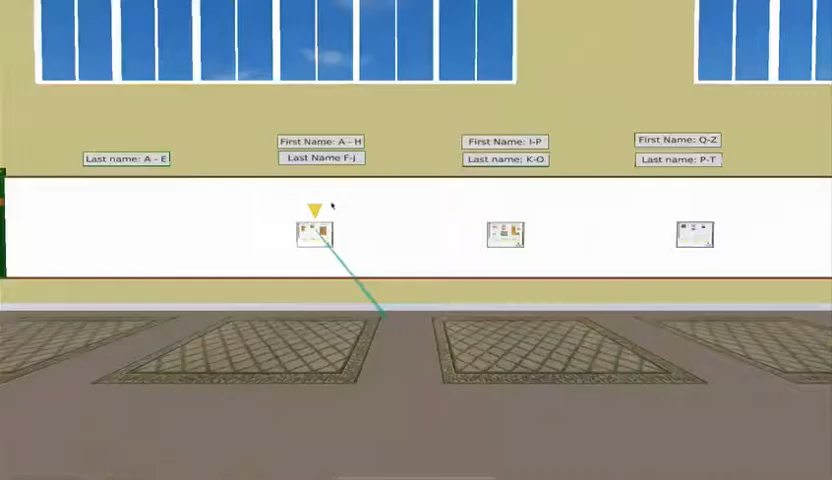 First Name: A - H
First Name: I-P
First Name: Q-Z
Last name: A - E
Last Name F-J
Last name: K-O
Last name: P-T